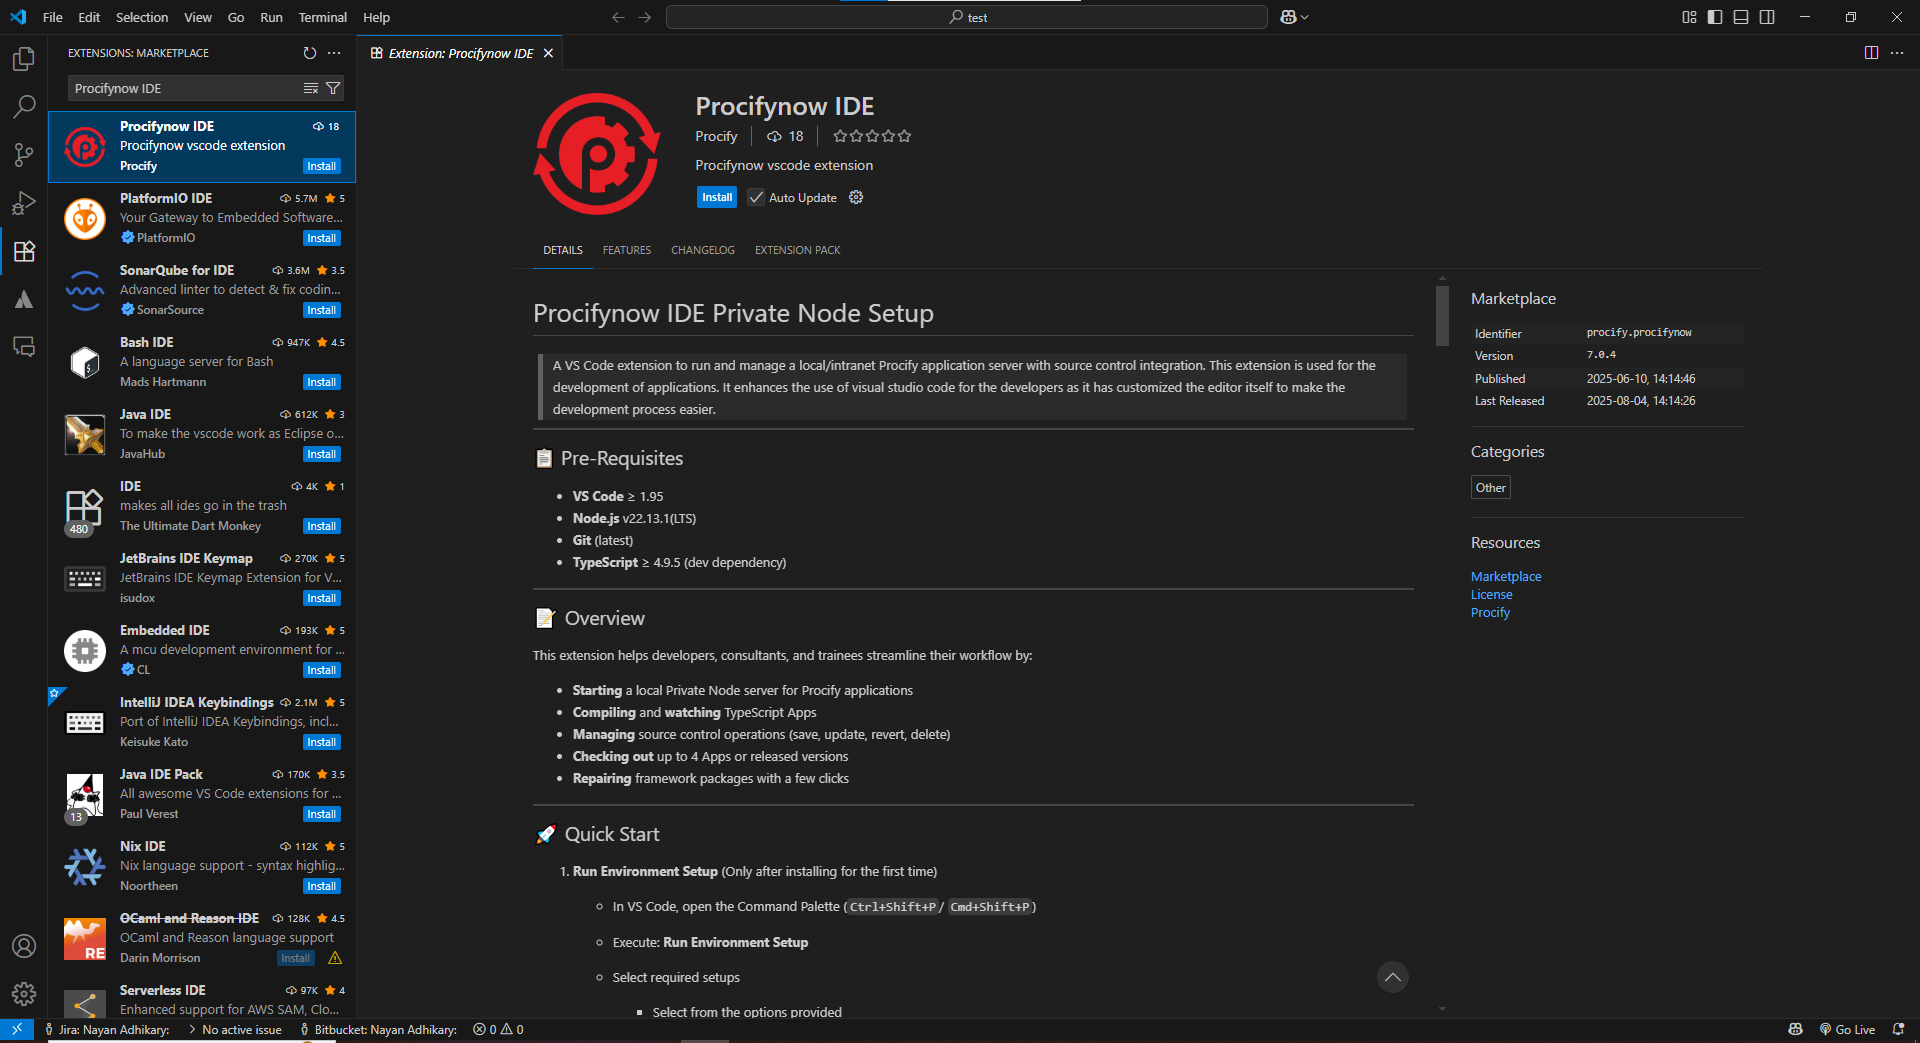 File Edit Selection View Go Run Terminal Help
test
EXTENSIONS: MARKETPLACE
Procifynow IDE
Procifynow IDE 18
Procifynow vscode extension
Procify Install
PlatformIO IDE 5.7M 5
Your Gateway to Embedded Software...
PlatformIO Install
SonarQube for IDE 3.6M 3.5
Advanced linter to detect & fix codin...
SonarSource Install
Bash IDE 947K 4.5
A language server for Bash
Mads Hartmann Install
Java IDE 612K 3
To make the vscode work as Eclipse o...
JavaHub Install
IDE 4K 1
makes all ides go in the trash
480
The Ultimate Dart Monkey Install
JetBrains IDE Keymap 270K 5
JetBrains IDE Keymap Extension for V...
isudox Install
Embedded IDE 193K 5
A mcu development environment for ...
CL Install
IntelliJ IDEA Keybindings 2.1M 5
Port of IntelliJ IDEA Keybindings, incl...
Keisuke Kato Install
Java IDE Pack 170K 3.5
All awesome VS Code extensions for ...
13
Paul Verest Install
Nix IDE 112K 5
Nix language support - syntax highlig...
Noortheen Install
OCaml and Reason IDE 128K 4.5
OCaml and Reason language support
RE
Darin Morrison Install
Serverless IDE 97K 4
Enhanced support for AWS SAM, Clo...
Extension: Procifynow IDE
Procifynow IDE
Procify 18
Procifynow vscode extension
Install Auto Update
DETAILS FEATURES CHANGELOG EXTENSION PACK
Procifynow IDE Private Node Setup
A VS Code extension to run and manage a local/intranet Procify application server with source control integration. This extension is used for the
development of applications. It enhances the use of visual studio code for the developers as it has customized the editor itself to make the
development process easier.
Pre-Requisites
• VS Code ≥ 1.95
• Node.js v22.13.1(LTS)
• Git (latest)
• TypeScript ≥ 4.9.5 (dev dependency)
Overview
This extension helps developers, consultants, and trainees streamline their workflow by:
• Starting a local Private Node server for Procify applications
• Compiling and watching TypeScript Apps
• Managing source control operations (save, update, revert, delete)
• Checking out up to 4 Apps or released versions
• Repairing framework packages with a few clicks
Quick Start
1. Run Environment Setup (Only after installing for the first time)
◦ In VS Code, open the Command Palette (Ctrl+Shift+P / Cmd+Shift+P)
◦ Execute: Run Environment Setup
◦ Select required setups
▪ Select from the options provided
Marketplace
Identifier procify.procifynow
Version 7.0.4
Published 2025-06-10, 14:14:46
Last Released 2025-08-04, 14:14:26
Categories
Other
Resources
Marketplace
License
Procify
Jira: Nayan Adhikary: No active issue Bitbucket: Nayan Adhikary: 0 0 Go Live